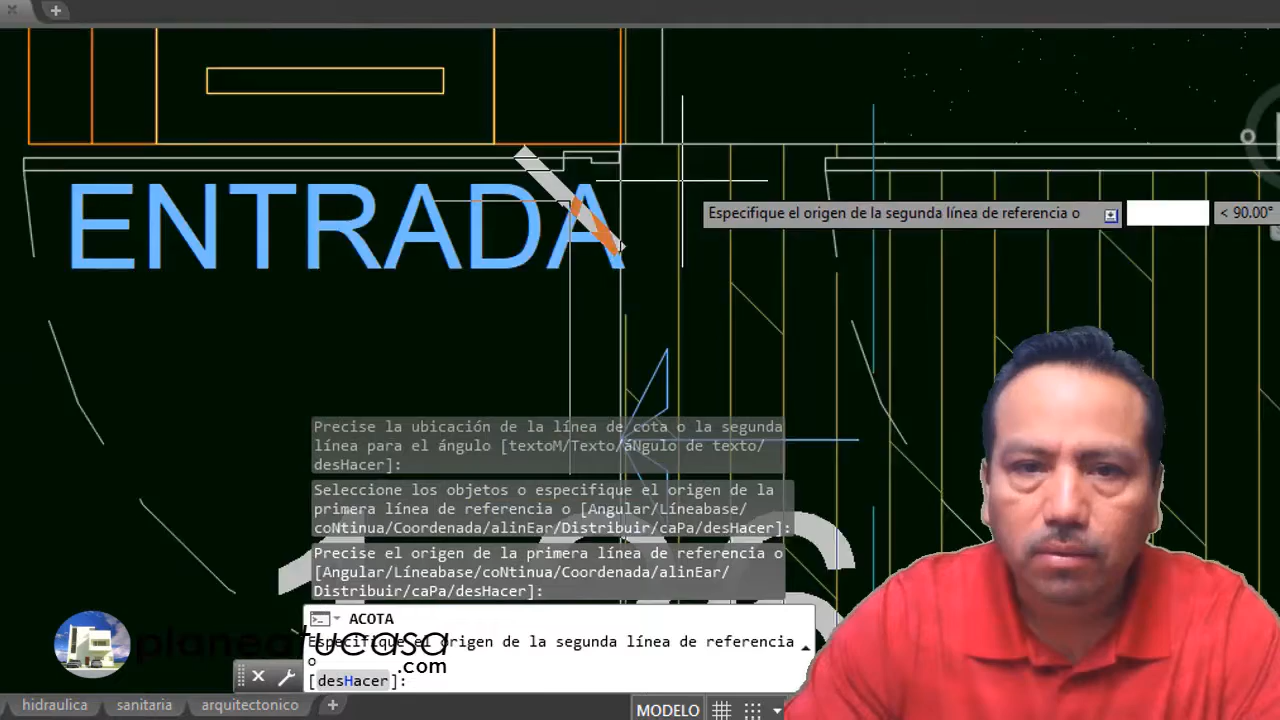 ENTRADA
Especifique el origen de la segunda línea de referencia o
< 90.00°
Precise la ubicación de la línea de cota o la segunda
línea para el ángulo [textoM/Texto/áNgulo de texto/
desHacer]:
Seleccione los objetos o especifique el origen de la
primera línea de referencia o [Angular/Líneabase/
coNtinua/Coordenada/alinEar/Distribuir/caPa/desHacer]:
Precise el origen de la primera línea de referencia o
[Angular/Líneabase/coNtinua/Coordenada/alinEar/
Distribuir/caPa/desHacer]:
ACOTA
Especifique el origen de la segunda línea de referencia
o
[desHacer]:
planeatucasa
.com
hidraulica
sanitaria
arquitectonico
MODELO